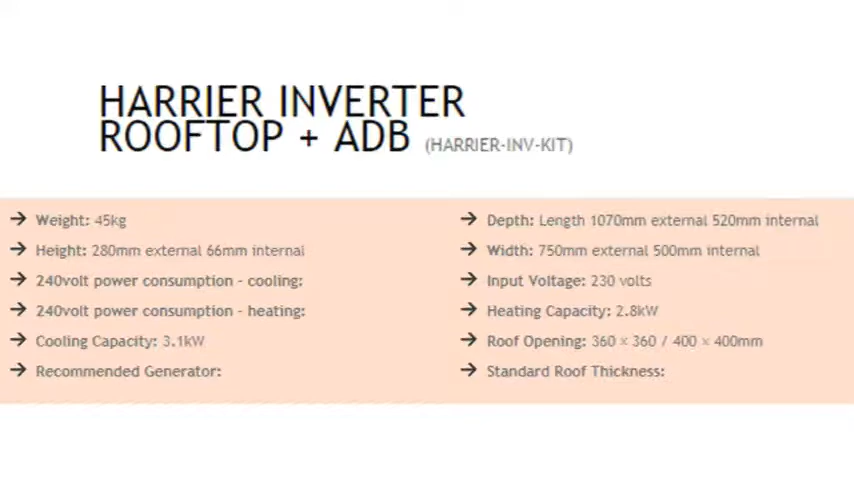 HARRIER INVERTER
ROOFTOP + ADB (HARRIER-INV-KIT)
→ Weight: 45kg
→ Height: 280mm external 66mm internal
→ 240volt power consumption - cooling:
→ 240volt power consumption - heating:
→ Cooling Capacity: 3.1kW
→ Recommended Generator:
→ Depth: Length 1070mm external 520mm internal
→ Width: 750mm external 500mm internal
→ Input Voltage: 230 volts
→ Heating Capacity: 2.8kW
→ Roof Opening: 360 x 360 / 400 x 400mm
→ Standard Roof Thickness: